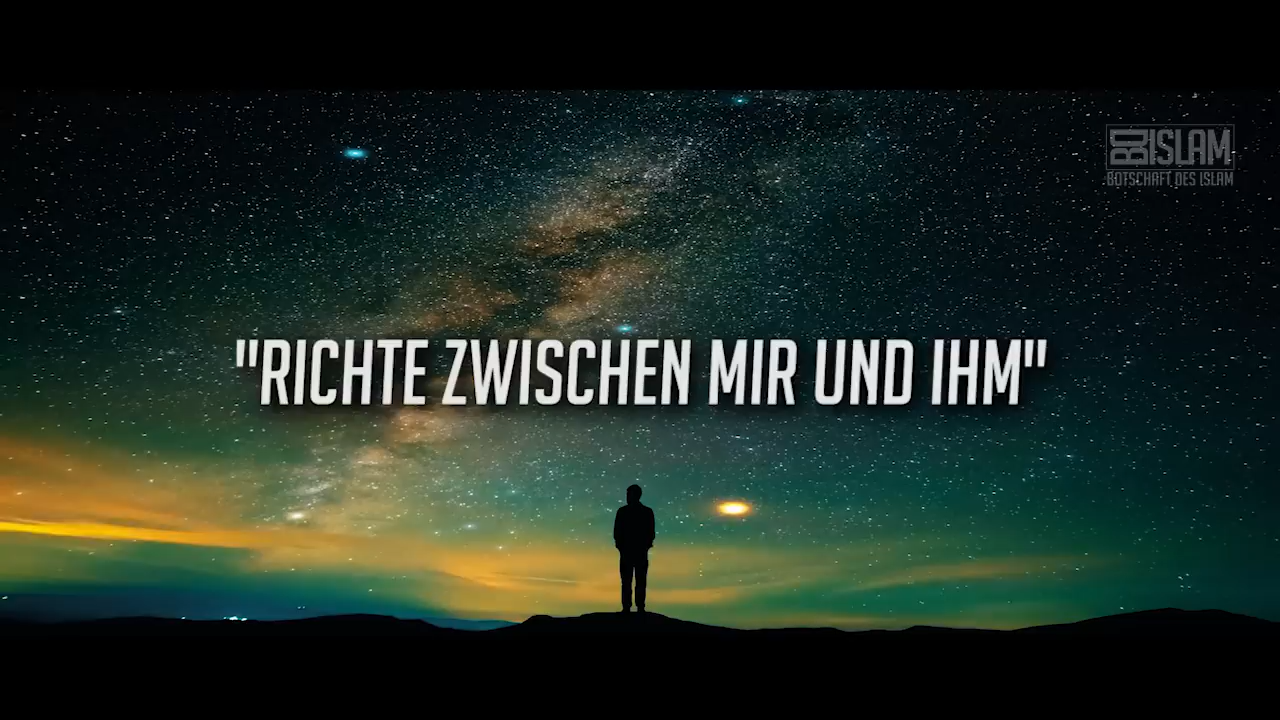 BDISLAM
BOTSCHAFT DES ISLAM
"RICHTE ZWISCHEN MIR UND IHM"